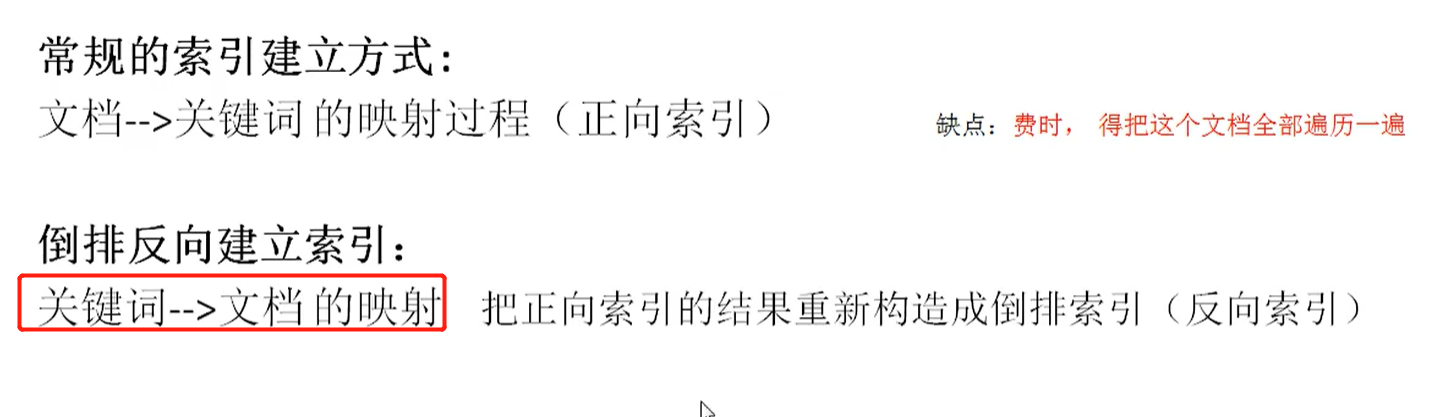 常规的索引建立方式:
文档-->关键词 的映射过程（正向索引） 缺点: 费时， 得把这个文档全部遍历一遍
倒排反向建立索引:
关键词-->文档 的映射 把正向索引的结果重新构造成倒排索引（反向索引）